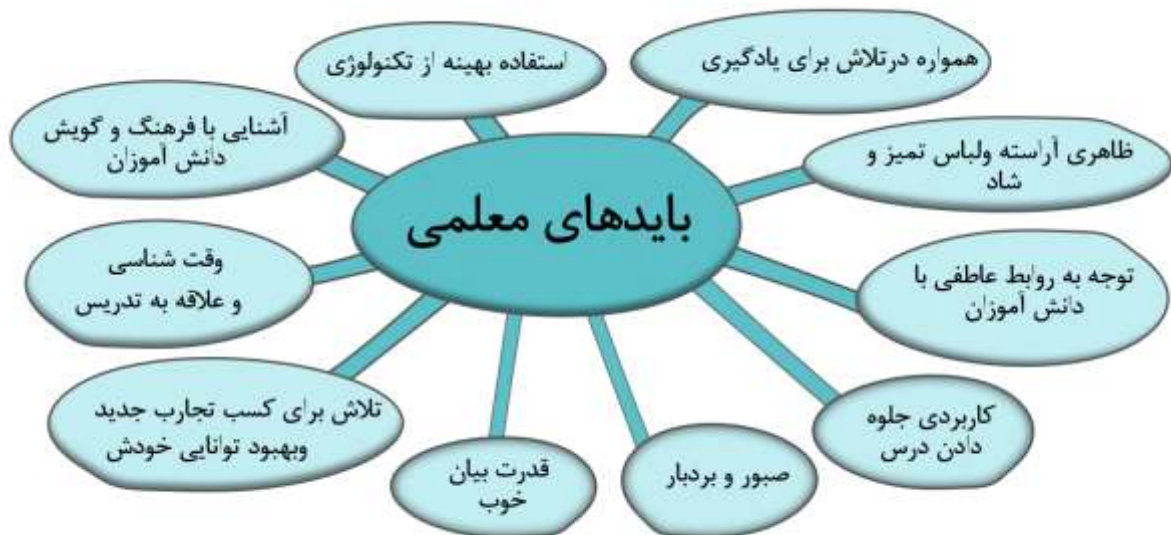 بایدهای معلمی
همواره درتلاش برای یادگیری
ظاهری آراسته ولباس تمیز و
شاد
توجه به روابط عاطفی با
دانش آموزان
کاربردی جلوه
دادن درس
صبور و بردبار
قدرت بیان
خوب
تلاش برای کسب تجارب جدید
وبهبود توانایی خودش
وقت شناسی
و علاقه به تدریس
آشنایی با فرهنگ و گویش
دانش آموزان
استفاده بهینه از تکنولوژی